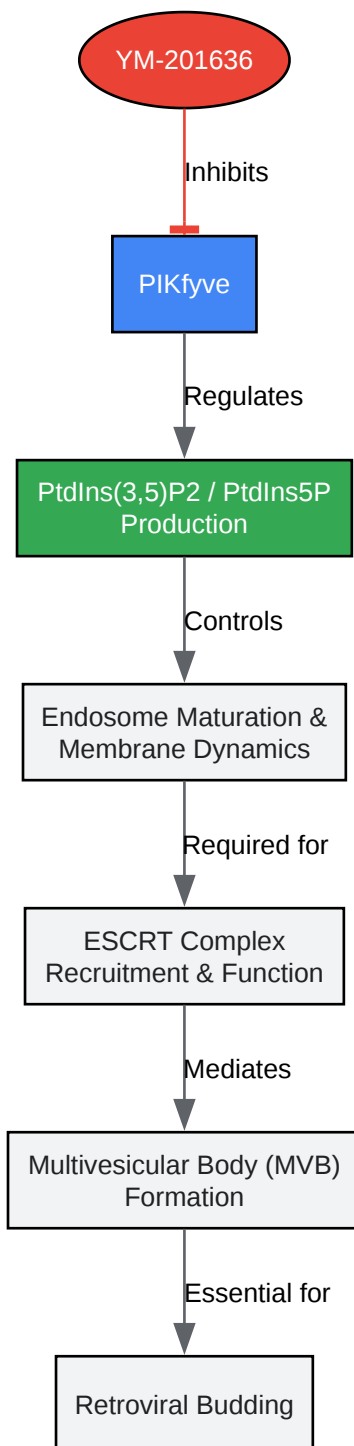 YM-201636
Inhibits
PIKfyve
Regulates
PtdIns(3,5)P2 / PtdIns5P
Production
Controls
Endosome Maturation &
Membrane Dynamics
Required for
ESCRT Complex
Recruitment & Function
Mediates
Multivesicular Body (MVB)
Formation
Essential for
Retroviral Budding